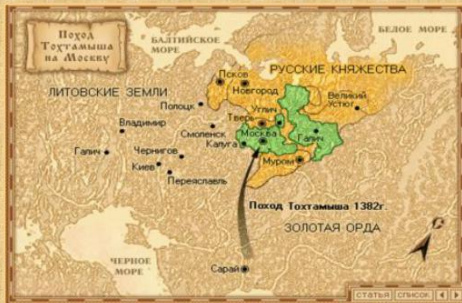 Поход
Тохтамыша
на Москву
БАЛТИЙСКОЕ
МОРЕ
БЕЛОЕ МОРЕ
РУССКИЕ КНЯЖЕСТВА
ЛИТОВСКИЕ ЗЕМЛИ
Псков
Новгород
Великий
Устюг
Полоцк
Углич
Тверь
Владимир
Смоленск
Москва
Галич
Калуга
Галич
Чернигов
Муром
Киев
Переяславль
Поход Тохтамыша 1382г.
ЗОЛОТАЯ ОРДА
ЧЕРНОЕ
МОРЕ
Сарай
СТАТЬЯ СПИСОК